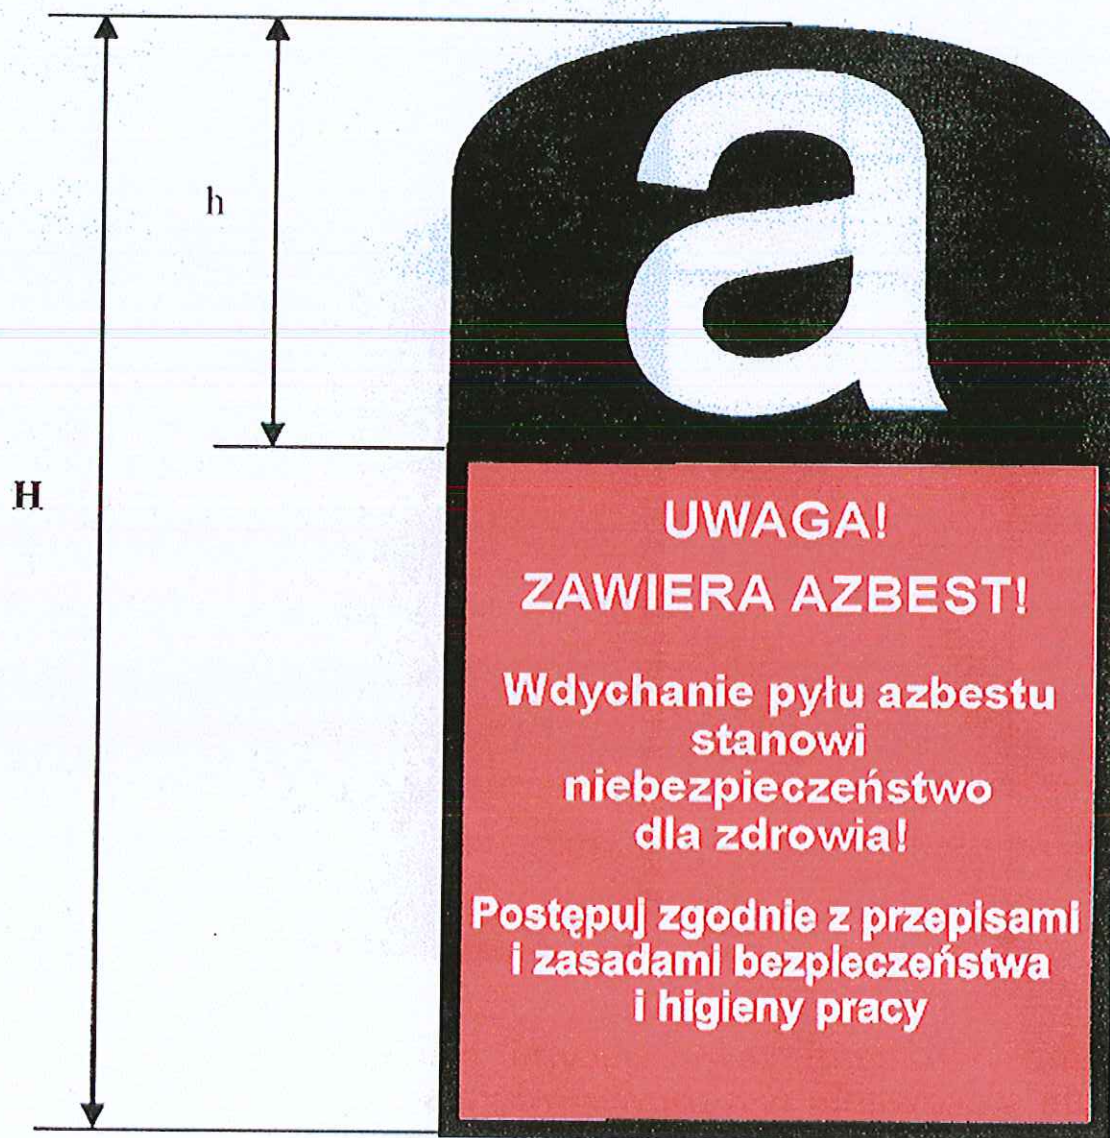 a
h
H
UWAGA!
ZAWIERA AZBEST!
Wdychanie pyłu azbestu
stanowi
niebezpieczeństwo
dla zdrowia!
Postępuj zgodnie z przepisami
i zasadami bezpieczeństwa
i higieny pracy